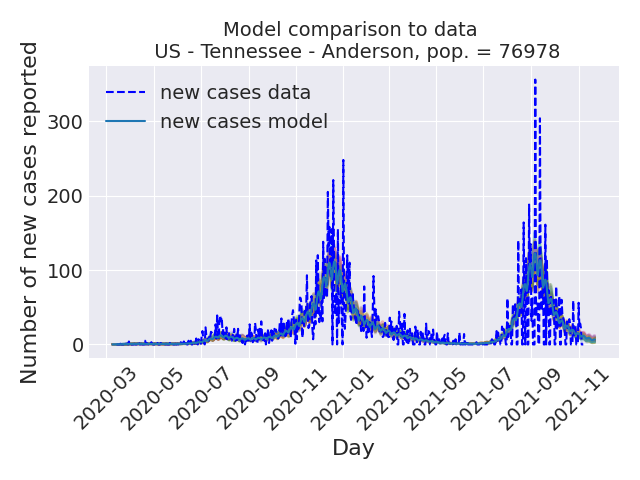 Model comparison to data
US - Tennessee - Anderson, pop. = 76978
Number of new cases reported
new cases data
new cases model
300
200
100
0
2020-03
2020-05
2020-07
2020-09
2020-11
2021-01
2021-03
2021-05
2021-07
2021-09
2021-11
Day